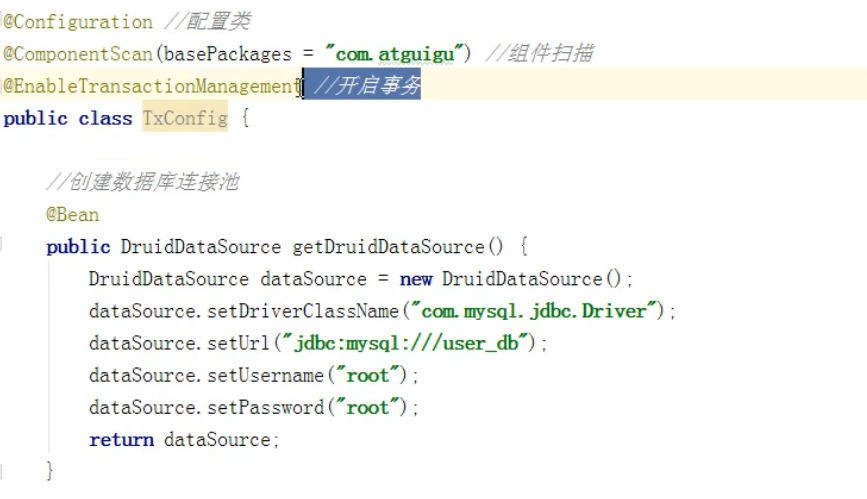 @Configuration //配置类
@ComponentScan(basePackages = "com.atguigu") //组件扫描
@EnableTransactionManagement //开启事务
public class TxConfig {
//创建数据库连接池
@Bean
public DruidDataSource getDruidDataSource() {
DruidDataSource dataSource = new DruidDataSource();
dataSource.setDriverClassName("com.mysql.jdbc.Driver");
dataSource.setUrl("jdbc:mysql:///user_db");
dataSource.setUsername("root");
dataSource.setPassword("root");
return dataSource;
}